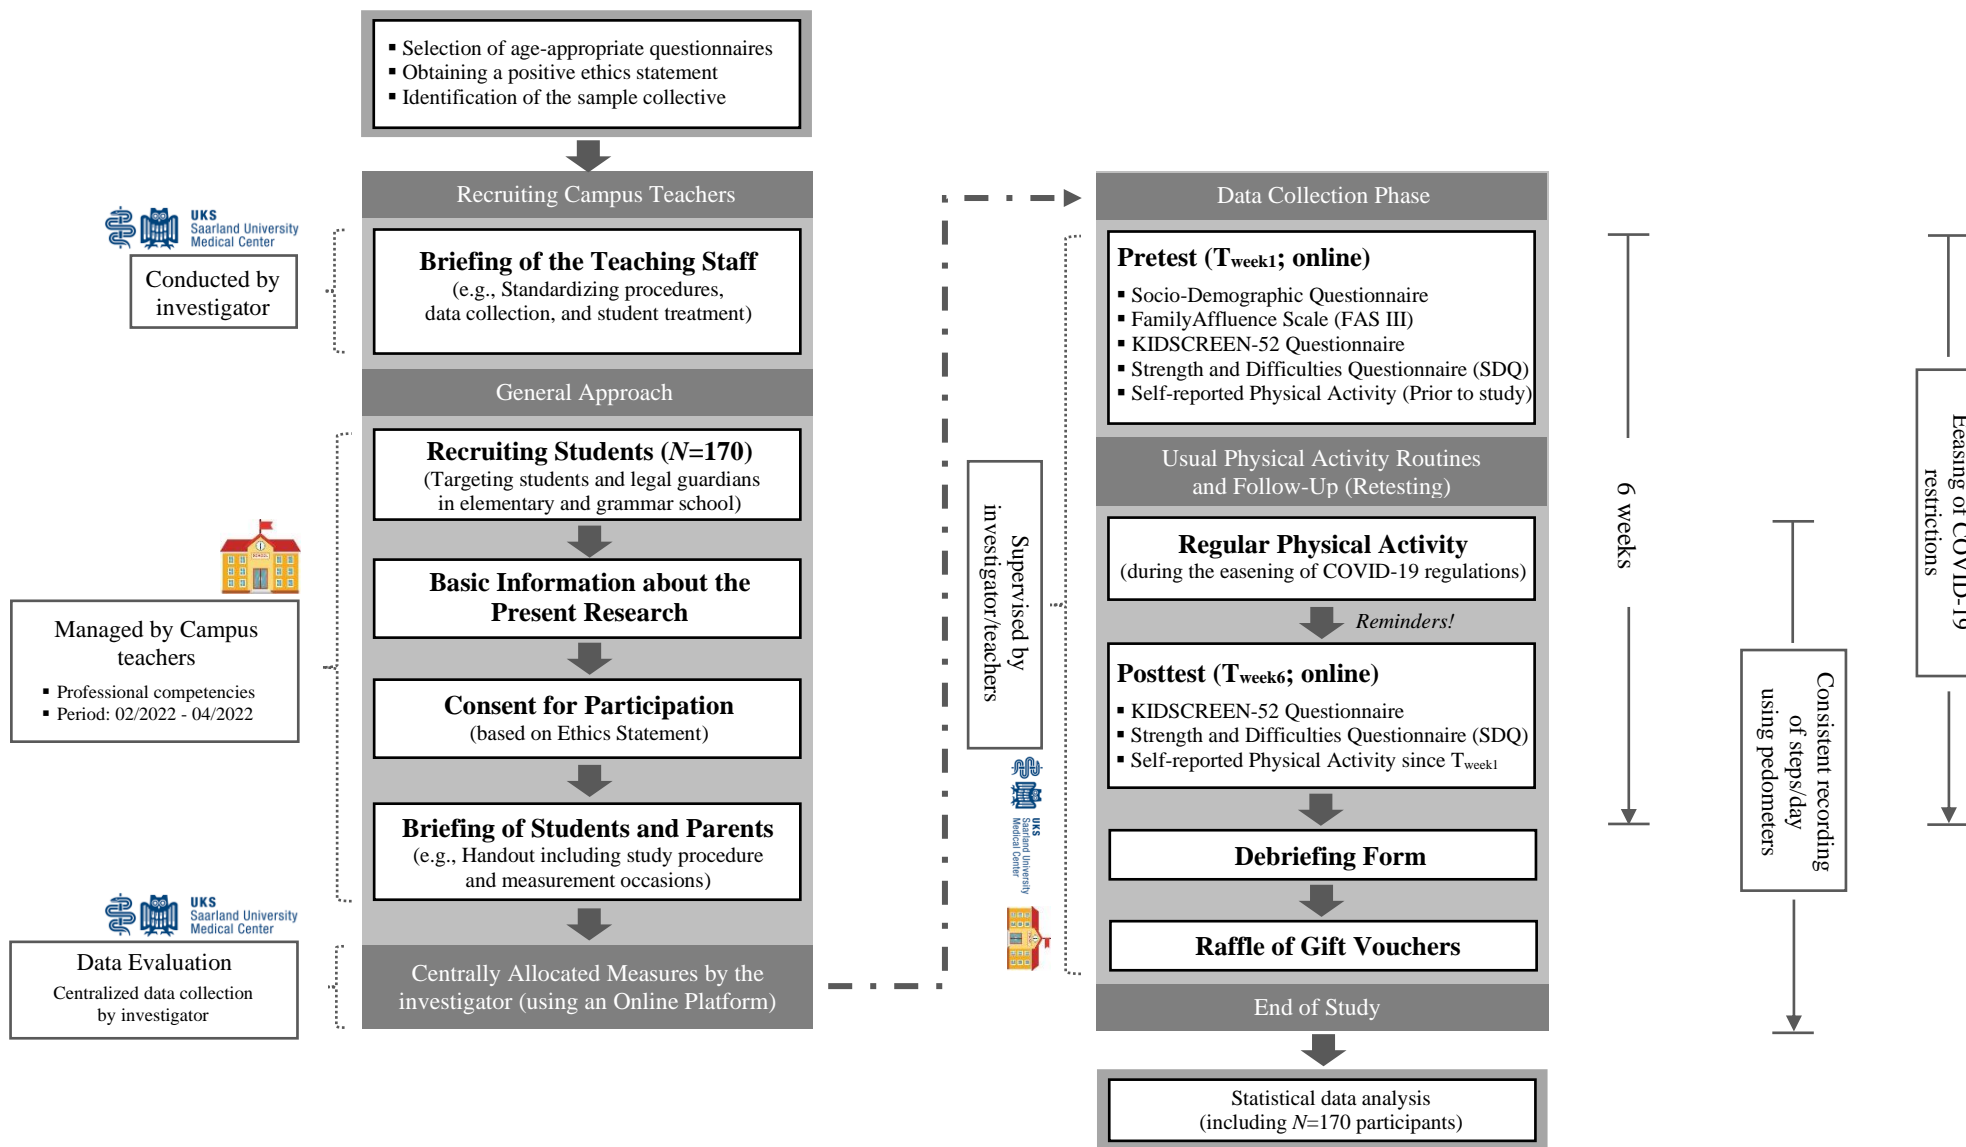 ▪ Selection of age-appropriate questionnaires
▪ Obtaining a positive ethics statement
▪ Identification of the sample collective
Recruiting Campus Teachers
UKS
Saarland University
Medical Center
Conducted by
investigator
Briefing of the Teaching Staff
(e.g., Standardizing procedures,
data collection, and student treatment)
General Approach
Recruiting Students (N=170)
(Targeting students and legal guardians
in elementary and grammar school)
SCHOOL
Basic Information about the
Present Research
Managed by Campus
teachers
▪ Professional competencies
▪ Period: 02/2022 - 04/2022
Consent for Participation
(based on Ethics Statement)
Briefing of Students and Parents
(e.g., Handout including study procedure
and measurement occasions)
UKS
Saarland University
Medical Center
Data Evaluation
Centralized data collection
by investigator
Centrally Allocated Measures by the
investigator (using an Online Platform)
Data Collection Phase
Pretest (Tweek1; online)
▪ Socio-Demographic Questionnaire
▪ FamilyAffluence Scale (FAS III)
▪ KIDSCREEN-52 Questionnaire
▪ Strength and Difficulties Questionnaire (SDQ)
▪ Self-reported Physical Activity (Prior to study)
Usual Physical Activity Routines
and Follow-Up (Retesting)
Supervised by
investigator/teachers
UKS
Saarland University
Medical Center
Regular Physical Activity
(during the easening of COVID-19 regulations)
Reminders!
Posttest (Tweek6; online)
▪ KIDSCREEN-52 Questionnaire
▪ Strength and Difficulties Questionnaire (SDQ)
▪ Self-reported Physical Activity since Tweek1
Debriefing Form
Raffle of Gift Vouchers
End of Study
Statistical data analysis
(including N=170 participants)
6 weeks
Consistent recording
of steps/day
using pedometers
Eeasing of COVID-19
restrictions